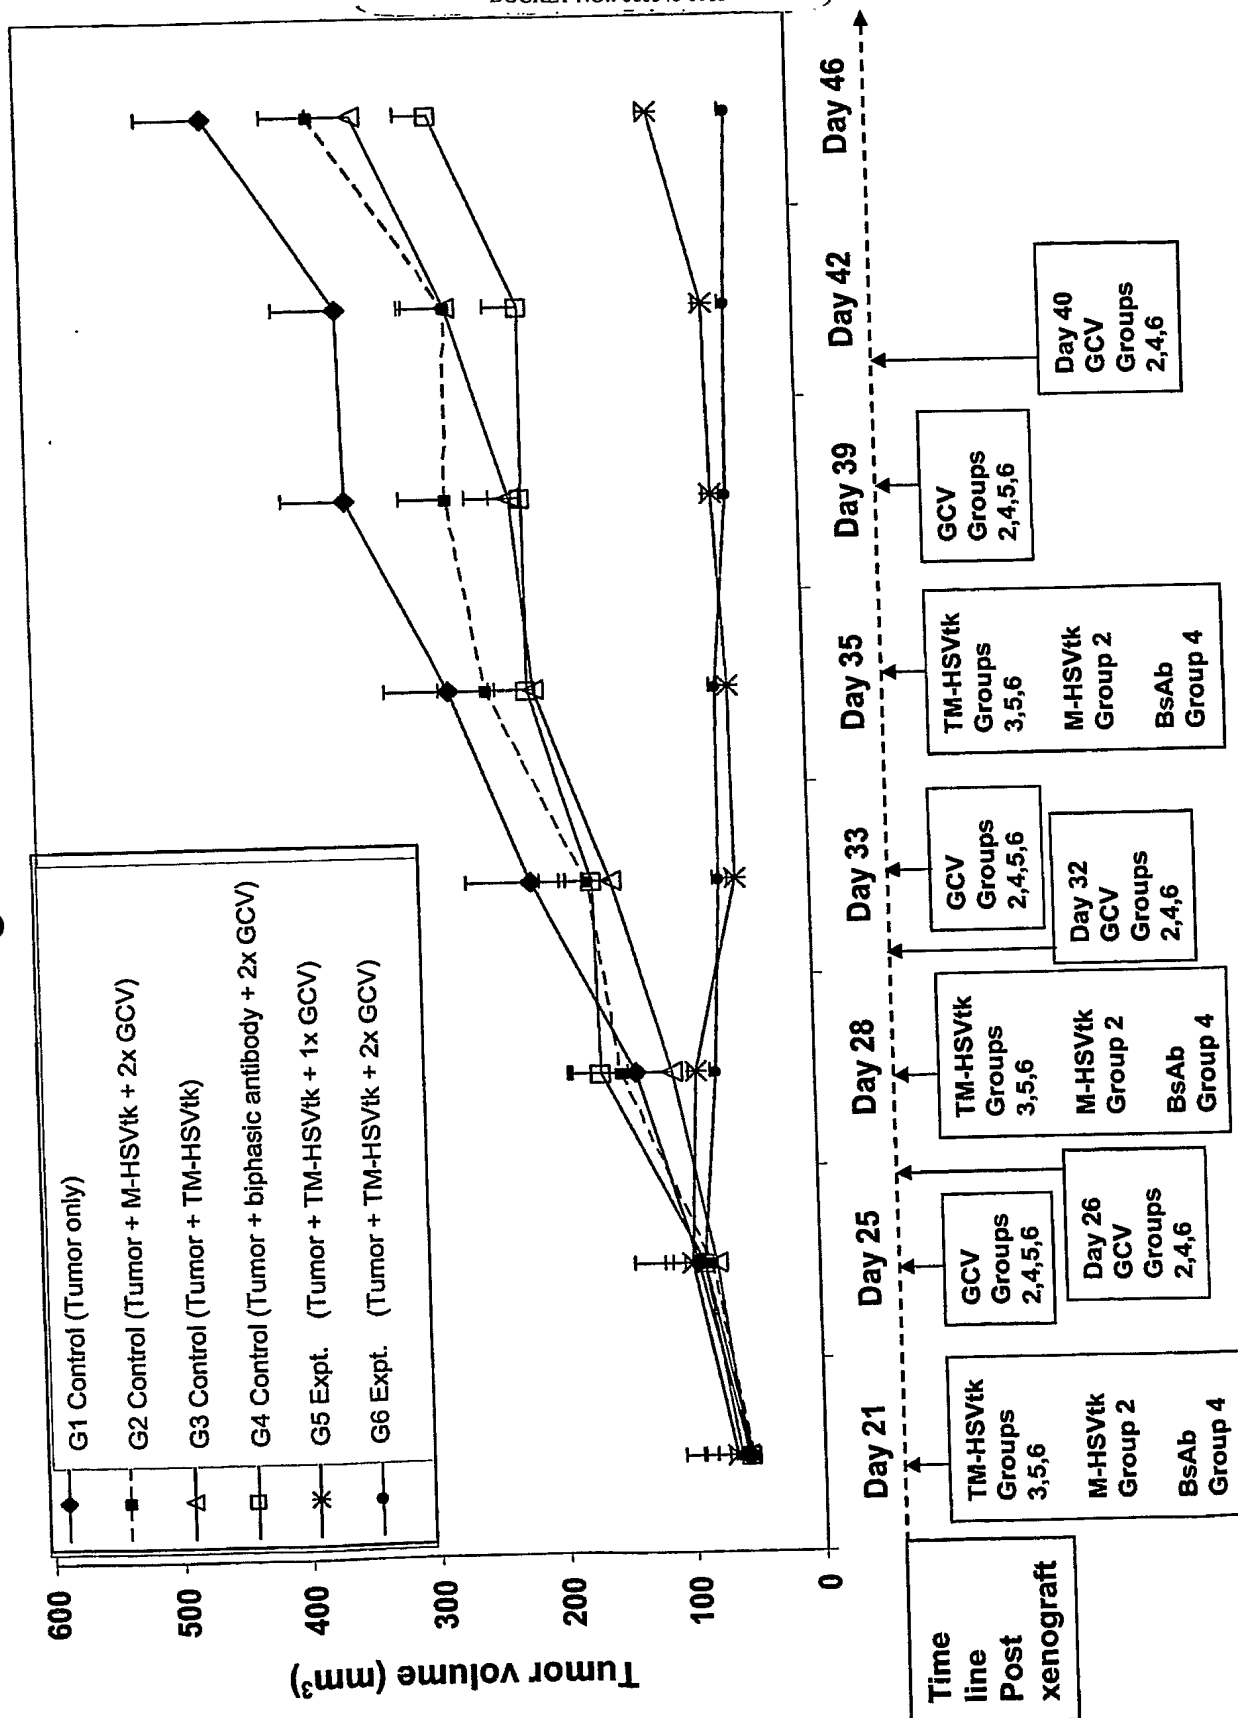 600
500
400
300
200
100
0
Tumor volume (mm³)
G1 Control (Tumor only)
G2 Control (Tumor + M-HSVtk + 2x GCV)
G3 Control (Tumor + TM-HSVtk)
G4 Control (Tumor + biphasic antibody + 2x GCV)
G5 Expt. (Tumor + TM-HSVtk + 1x GCV)
G6 Expt. (Tumor + TM-HSVtk + 2x GCV)
Day 21
Day 25
Day 28
Day 33
Day 35
Day 39
Day 42
Day 46
Time
line
Post
xenograft
TM-HSVtk
Groups
3,5,6
M-HSVtk
Group 2
BsAb
Group 4
GCV
Groups
2,4,5,6
Day 26
GCV
Groups
2,4,6
TM-HSVtk
Groups
3,5,6
M-HSVtk
Group 2
BsAb
Group 4
Day 32
GCV
Groups
2,4,6
GCV
Groups
2,4,5,6
TM-HSVtk
Groups
3,5,6
M-HSVtk
Group 2
BsAb
Group 4
GCV
Groups
2,4,5,6
Day 40
GCV
Groups
2,4,6